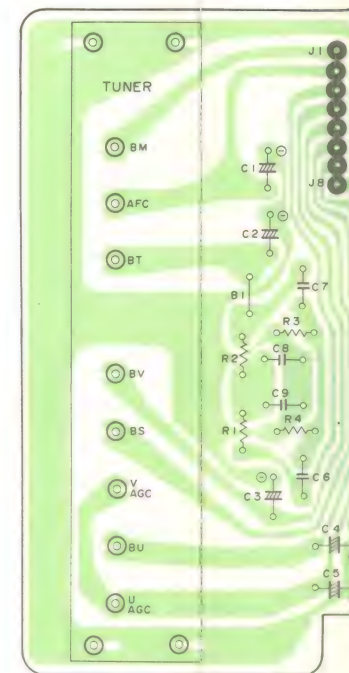 J1
TUNER
BM
C1
J8
AFC
C2
BT
C7
B1
R3
R2
C8
BV
C9
BS
R1
R4
V
AGC
C6
C3
C4
BU
C5
U
AGC